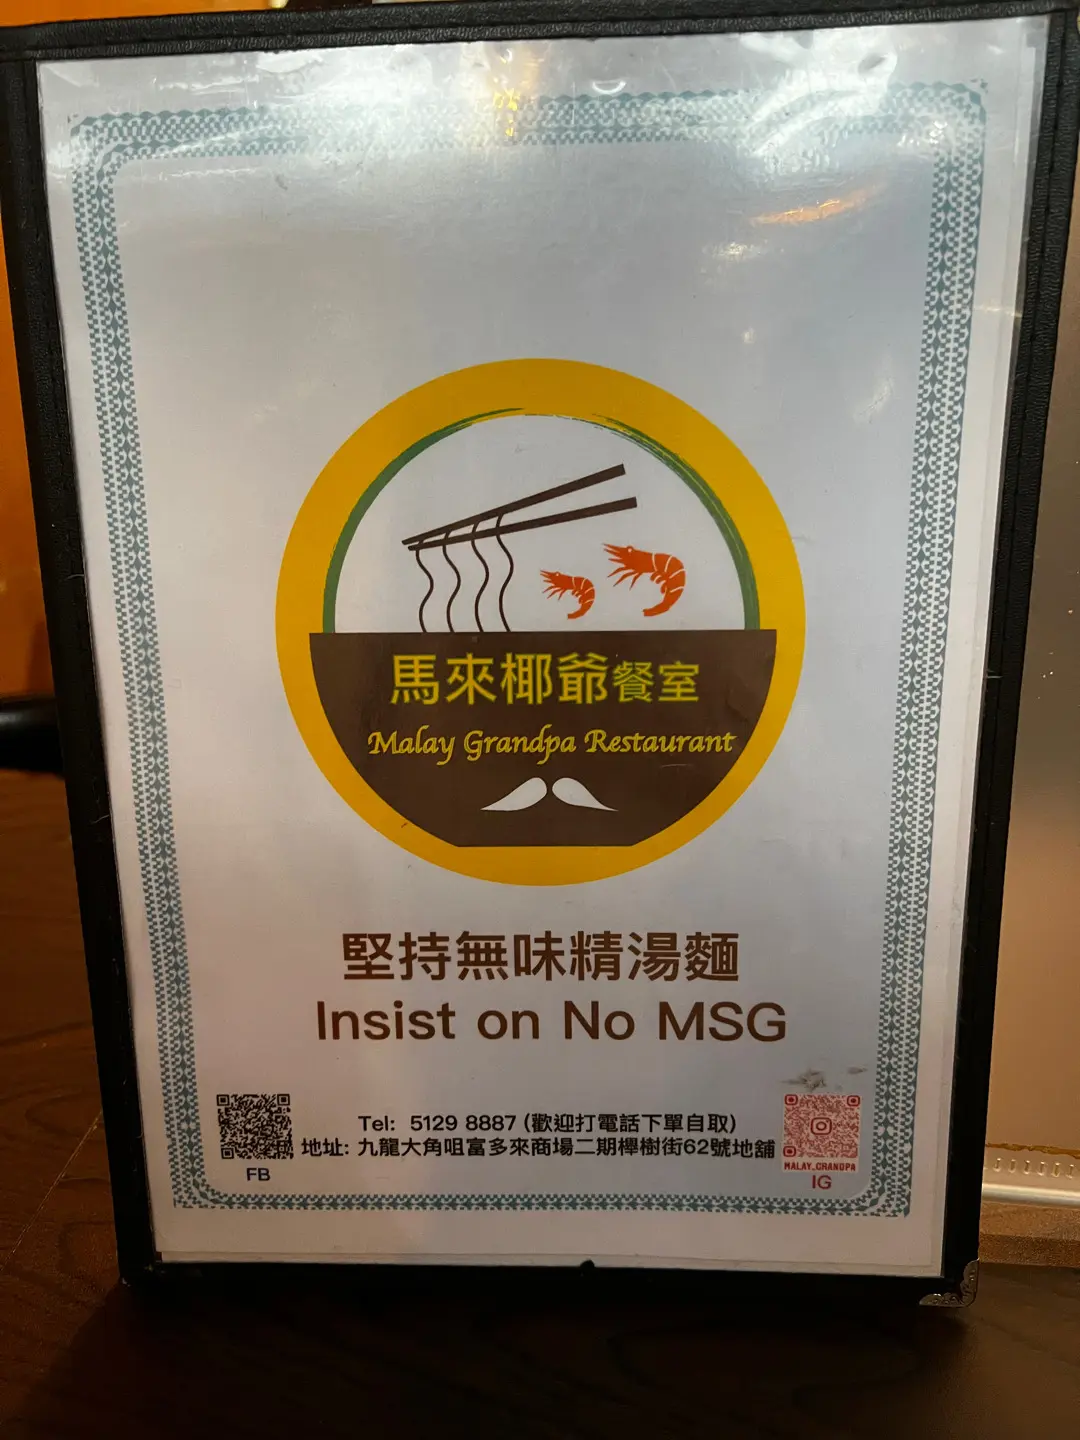 馬來椰爺餐室
Malay Grandpa Restaurant
堅持無味精湯麵
Insist on No MSG
Tel: 5129 8887 (歡迎打電話下單自取)
地址: 九龍大角咀富多來商場二期櫸樹街62號地舖
FB
MALAY_GRANDPA
IG